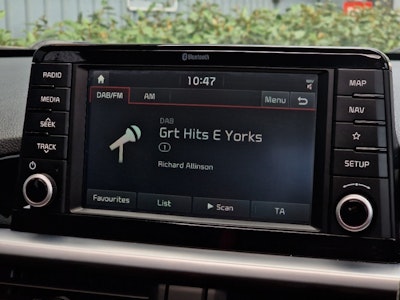 Bluetooth
RADIO
MEDIA
SEEK
TRACK
10:47
DAB/FM
AM
Menu
DAB
Grt Hits E Yorks
Richard Allinson
Favourites
List
Scan
TA
MAP
NAV
SETUP